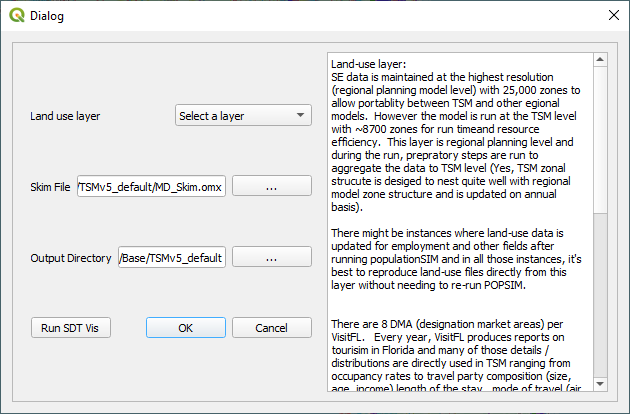 Dialog
Land use layer
Select a layer
Skim File
/TSMv5_default/MD_Skim.omx
...
Output Directory
/Base/TSMv5_default
...
Run SDT Vis
OK
Cancel
Land-use layer:
SE data is maintained at the highest resolution
(regional planning model level) with 25,000 zones to
allow portablity between TSM and other egional
models.  However the model is run at the TSM level
with ~8700 zones for run timeand resource
efficiency.  This layer is regional planning level and
during the run, prepratory steps are run to
aggregate the data to TSM level (Yes, TSM zonal
strucute is desiged to nest quite well with regional
model zone structure and is updated on annual
basis).
There might be instances where land-use data is
updated for employment and other fields after
running populationSIM and in all those instances, it's
best to reproduce land-use files directly from this
layer without needing to re-run POPSIM.
There are 8 DMA (designation market areas) per
VisitFL.   Every year, VisitFL produces reports on
tourisim in Florida and many of those details /
distributions are directly used in TSM ranging from
occupancy rates to travel party composition (size,
age, income) length of the stay,  mode of travel (air